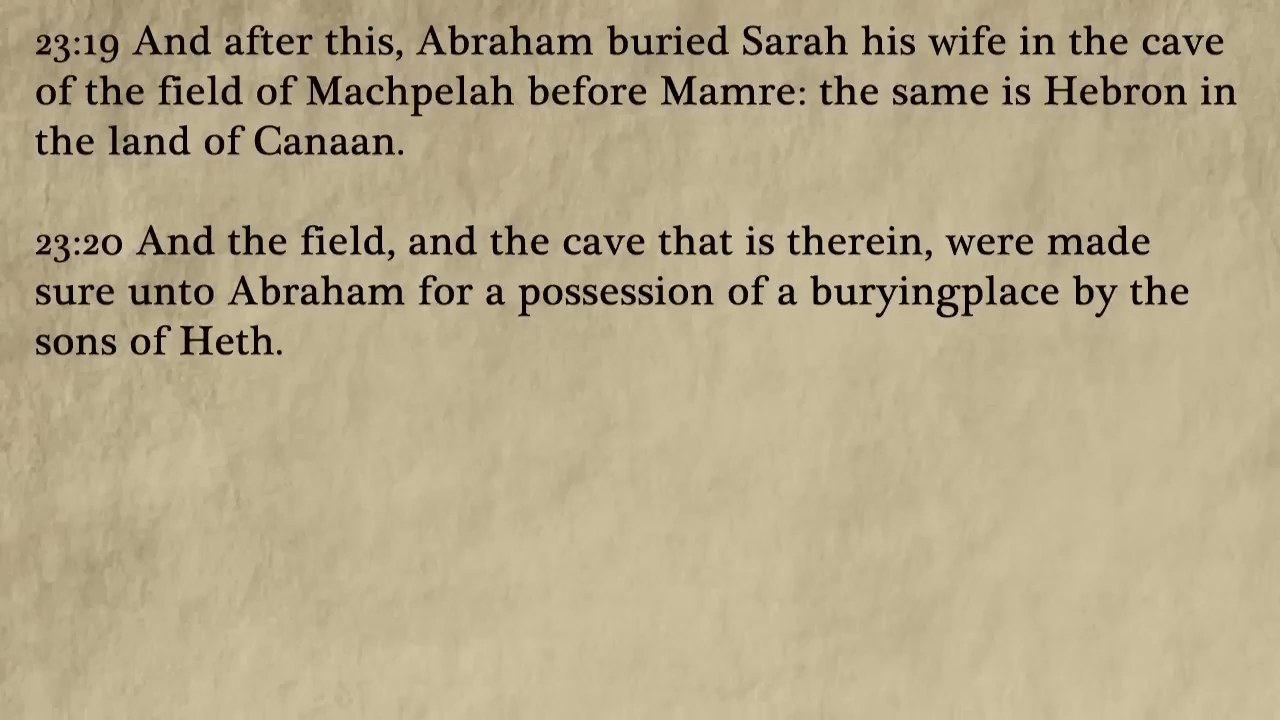 23:19 And after this, Abraham buried Sarah his wife in the cave
of the field of Machpelah before Mamre: the same is Hebron in
the land of Canaan.
23:20 And the field, and the cave that is therein, were made
sure unto Abraham for a possession of a buryingplace by the
sons of Heth.